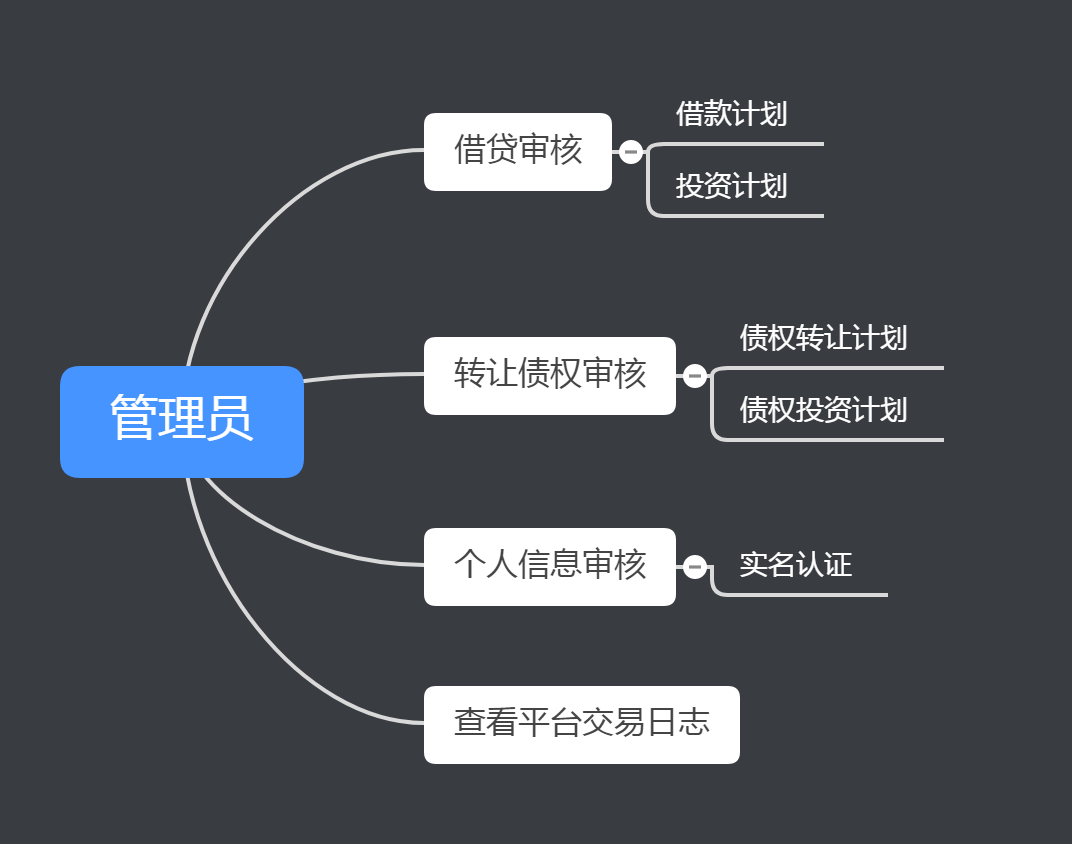 管理员
借贷审核
借款计划
投资计划
转让债权审核
债权转让计划
债权投资计划
个人信息审核
实名认证
查看平台交易日志